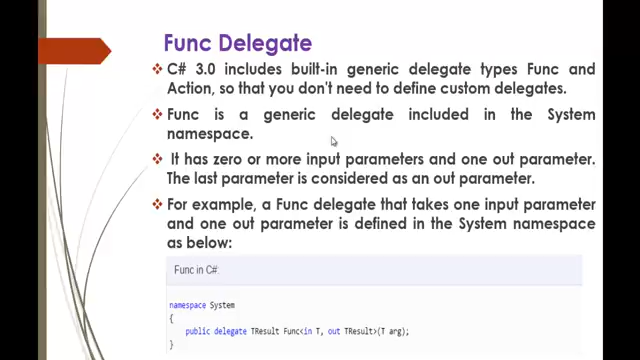 Func Delegate
❖ C# 3.0 includes built-in generic delegate types Func and
Action, so that you don't need to define custom delegates.
❖ Func is a generic delegate included in the System
namespace.
❖ It has zero or more input parameters and one out parameter.
The last parameter is considered as an out parameter.
❖ For example, a Func delegate that takes one input parameter
and one out parameter is defined in the System namespace
as below:
Func in C#:
namespace System
{
public delegate TResult Func<in T, out TResult>(T arg);
}